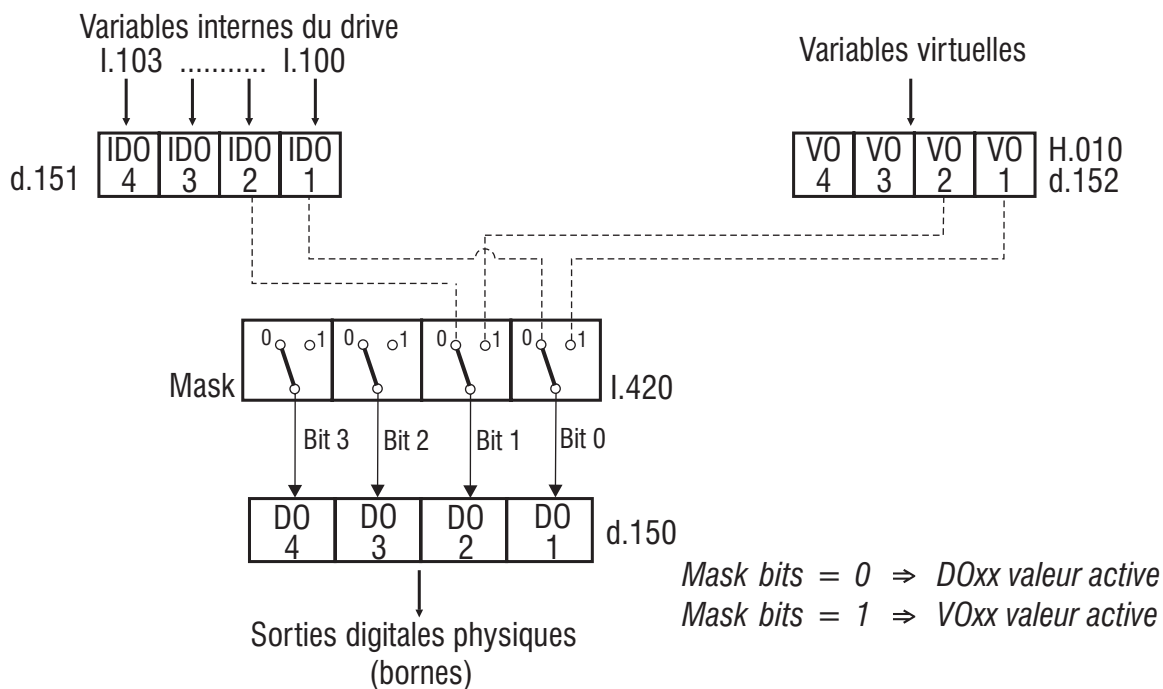 Variables internes du drive
I.103 ........... I.100
Variables virtuelles
IDO IDO IDO IDO
4 3 2 1
d.151
VO VO VO VO
4 3 2 1
H.010
d.152
0 1 0 1 0 1 0 1
Mask
I.420
Bit 3 Bit 2 Bit 1 Bit 0
DO DO DO DO
4 3 2 1
d.150
Mask bits = 0 ⇒ DOxx valeur active
Mask bits = 1 ⇒ VOxx valeur active
Sorties digitales physiques
(bornes)